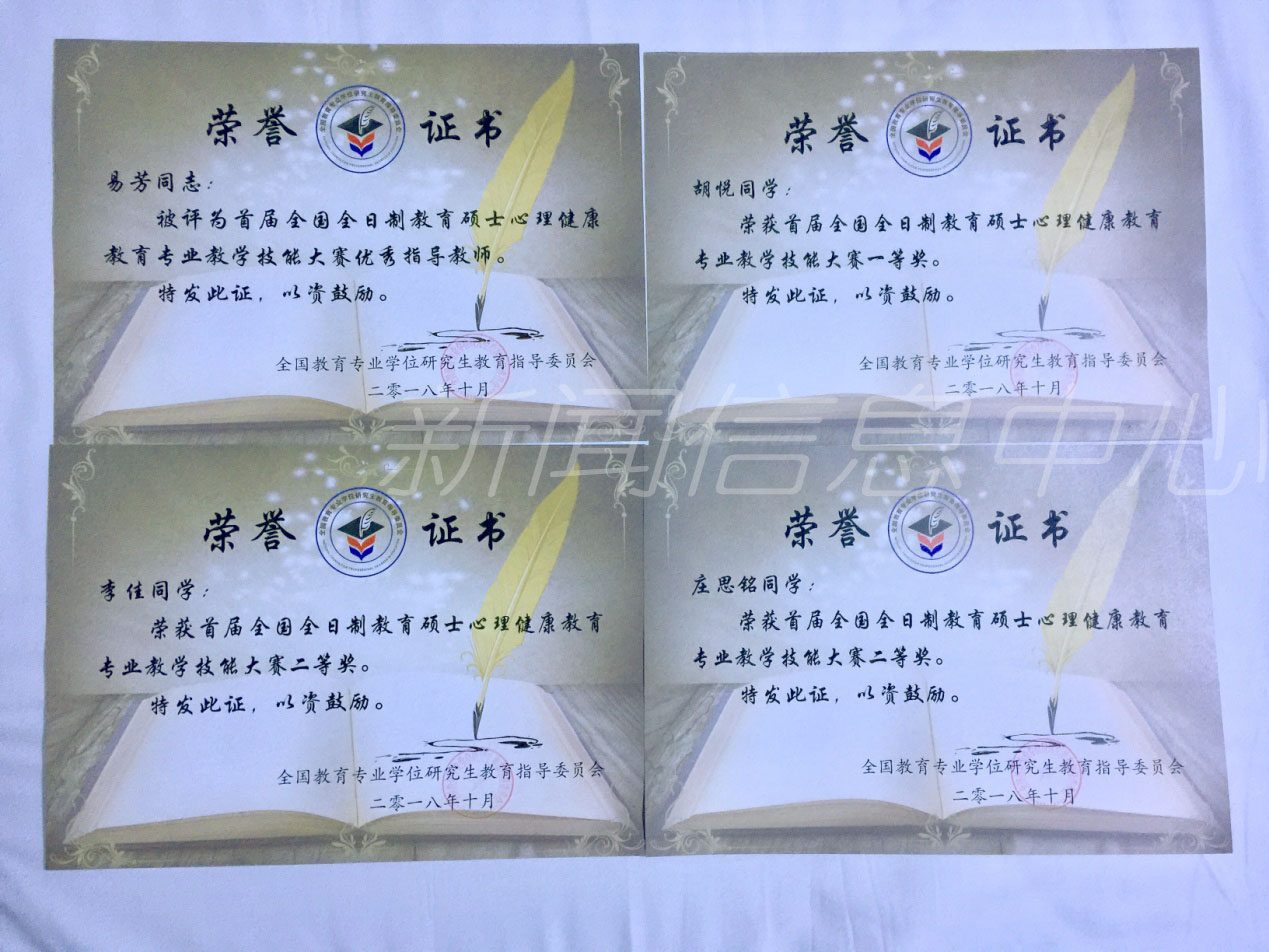 荣誉证书
易芳同志：
被评为首届全国全日制教育硕士心理健康
教育专业教学技能大赛优秀指导教师。
特发此证，以资鼓励。
全国教育专业学位研究生教育指导委员会
二零一八年十月
荣誉证书
胡悦同学：
荣获首届全国全日制教育硕士心理健康教育
专业教学技能大赛一等奖。
特发此证，以资鼓励。
全国教育专业学位研究生教育指导委员会
二零一八年十月
新闻信息中心
荣誉证书
李佳同学：
荣获首届全国全日制教育硕士心理健康教育
专业教学技能大赛二等奖。
特发此证，以资鼓励。
全国教育专业学位研究生教育指导委员会
二零一八年十月
荣誉证书
庄思铭同学：
荣获首届全国全日制教育硕士心理健康教育
专业教学技能大赛二等奖。
特发此证，以资鼓励。
全国教育专业学位研究生教育指导委员会
二零一八年十月